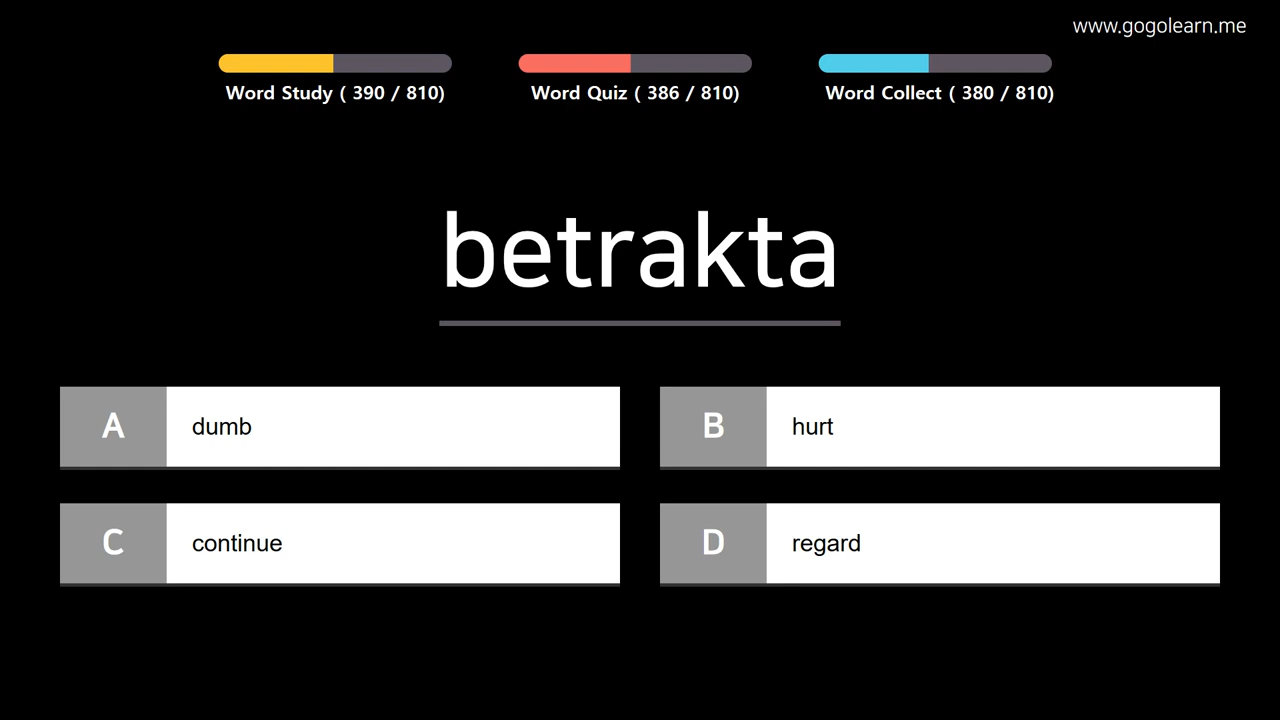 www.gogolearn.me
Word Study ( 390 / 810)
Word Quiz ( 386 / 810)
Word Collect ( 380 / 810)
betrakta
A dumb
B hurt
C continue
D regard